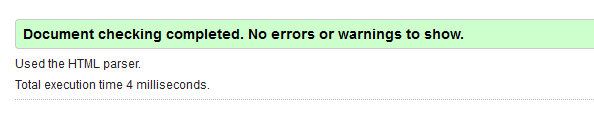 Document checking completed. No errors or warnings to show.
Used the HTML parser.
Total execution time 4 milliseconds.